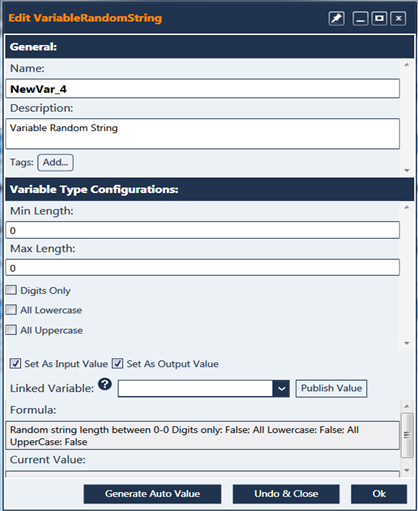 Edit VariableRandomString
General:
Name:
NewVar_4
Description:
Variable Random String
Tags: Add...
Variable Type Configurations:
Min Length:
0
Max Length:
0
Digits Only
All Lowercase
All Uppercase
Set As Input Value Set As Output Value
Linked Variable: ? Publish Value
Formula:
Random string length between 0-0 Digits only: False; All Lowercase: False; All
UpperCase: False
Current Value:
Generate Auto Value Undo & Close Ok